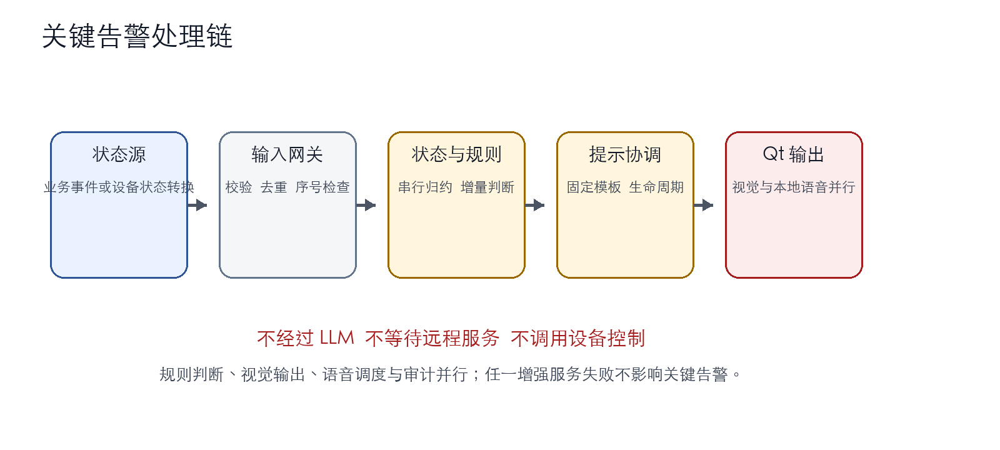 关键告警处理链
状态源
业务事件或设备状态转换
输入网关
校验 去重 序号检查
状态与规则
串行归约 增量判断
提示协调
固定模板 生命周期
Qt 输出
视觉与本地语音并行
不经过 LLM 不等待远程服务 不调用设备控制
规则判断、视觉输出、语音调度与审计并行；任一增强服务失败不影响关键告警。